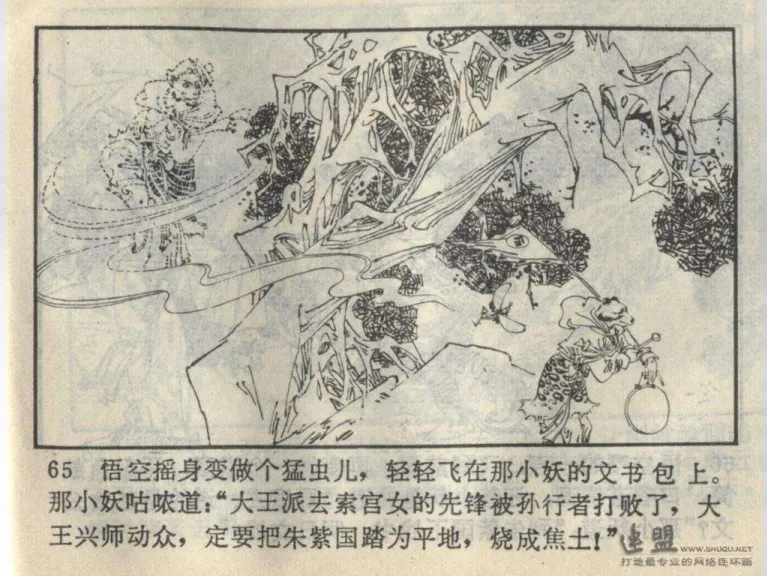 65 悟空摇身变做个猛虫儿，轻轻飞在那小妖的文书包上。
那小妖咕哝道：“大王派去索宫女的先锋被孙行者打败了，大
王兴师动众，定要把朱紫国踏为平地，烧成焦土！”
连盟 WWW.SHUQU.NET
打造最专业的网络连环画